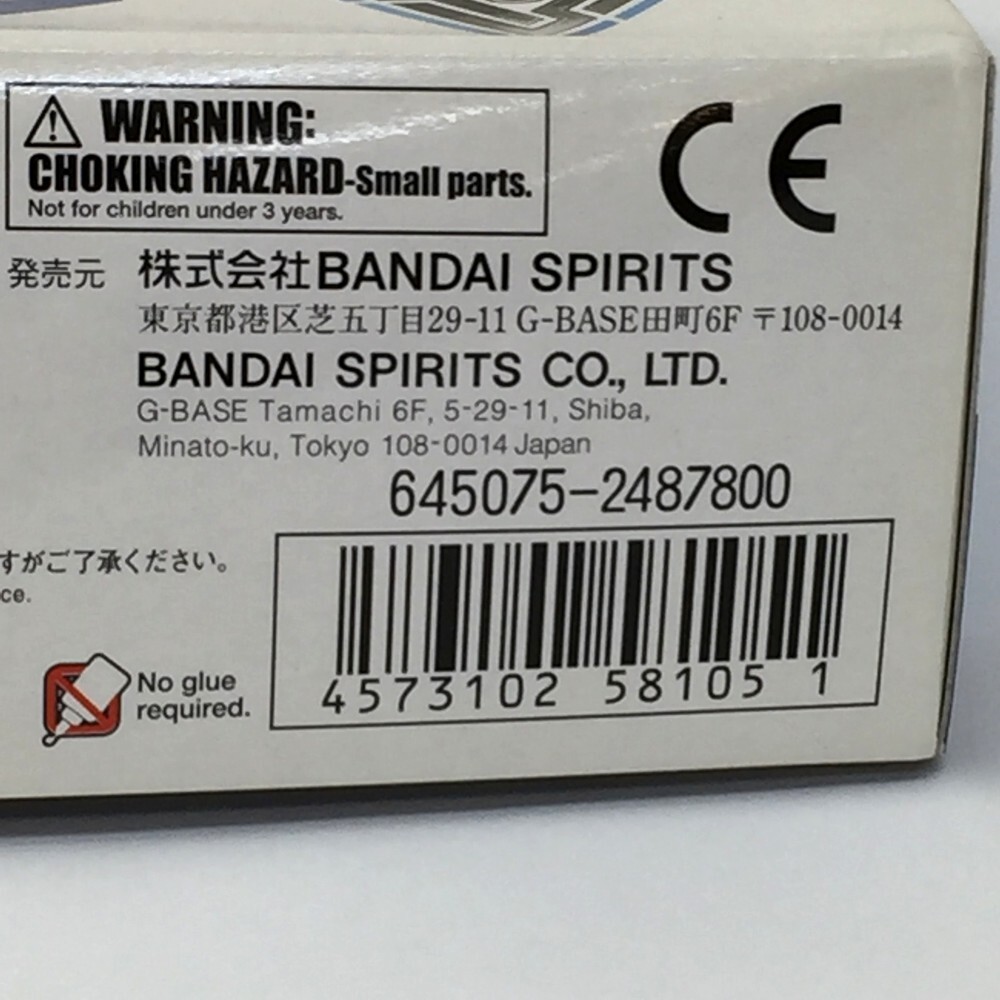 WARNING:
CHOKING HAZARD-Small parts.
Not for children under 3 years.
CE
発売元 株式会社BANDAI SPIRITS
東京都港区芝五丁目29-11 G-BASE田町6F 〒108-0014
BANDAI SPIRITS CO., LTD.
G-BASE Tamachi 6F, 5-29-11, Shiba,
Minato-ku, Tokyo 108-0014 Japan
645075-2487800
すがご了承ください。
ce.
No glue
required.
4573102 58105 1